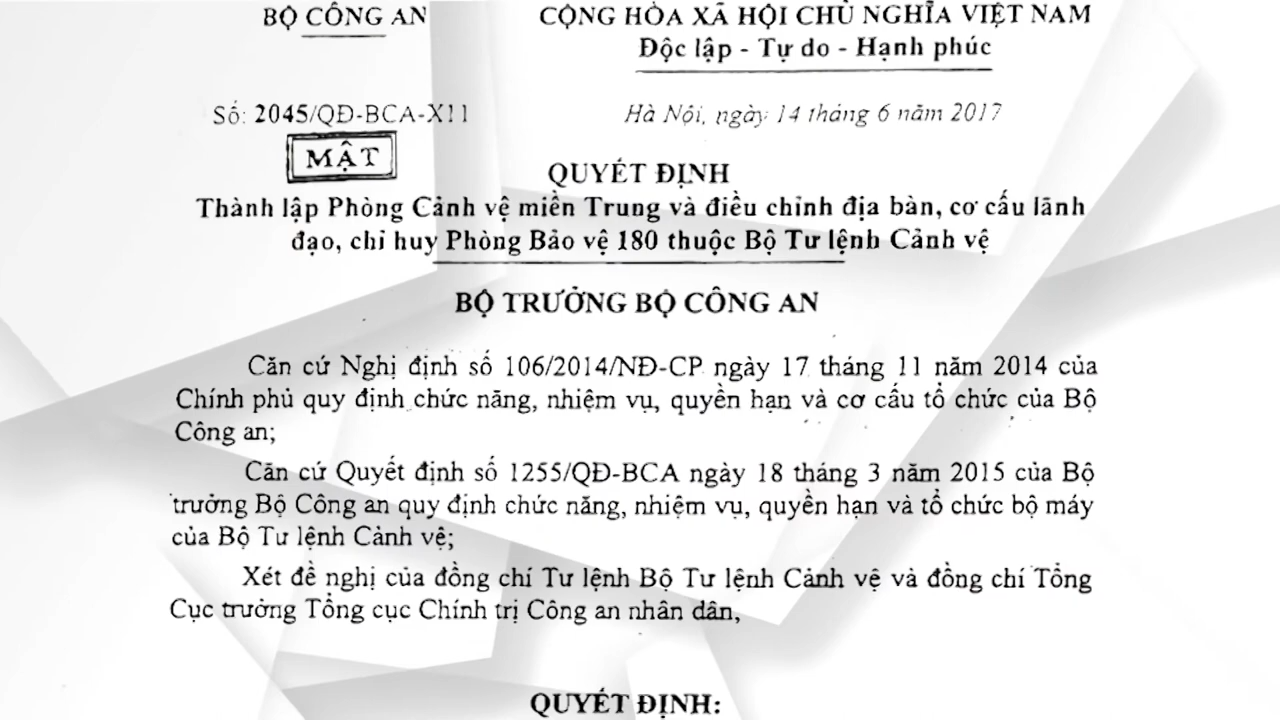 BỘ CÔNG AN
CỘNG HÒA XÃ HỘI CHỦ NGHĨA VIỆT NAM
Độc lập - Tự do - Hạnh phúc
Số: 2045/QĐ-BCA-X11
Hà Nội, ngày 14 tháng 6 năm 2017
MẬT
QUYẾT ĐỊNH
Thành lập Phòng Cảnh vệ miền Trung và điều chỉnh địa bàn, cơ cấu lãnh
đạo, chỉ huy Phòng Bảo vệ 180 thuộc Bộ Tư lệnh Cảnh vệ
BỘ TRƯỞNG BỘ CÔNG AN
Căn cứ Nghị định số 106/2014/NĐ-CP ngày 17 tháng 11 năm 2014 của
Chính phủ quy định chức năng, nhiệm vụ, quyền hạn và cơ cấu tổ chức của Bộ
Công an;
Căn cứ Quyết định số 1255/QĐ-BCA ngày 18 tháng 3 năm 2015 của Bộ
trưởng Bộ Công an quy định chức năng, nhiệm vụ, quyền hạn và tổ chức bộ máy
của Bộ Tư lệnh Cảnh vệ;
Xét đề nghị của đồng chí Tư lệnh Bộ Tư lệnh Cảnh vệ và đồng chí Tổng
Cục trưởng Tổng cục Chính trị Công an nhân dân,
QUYẾT ĐỊNH: